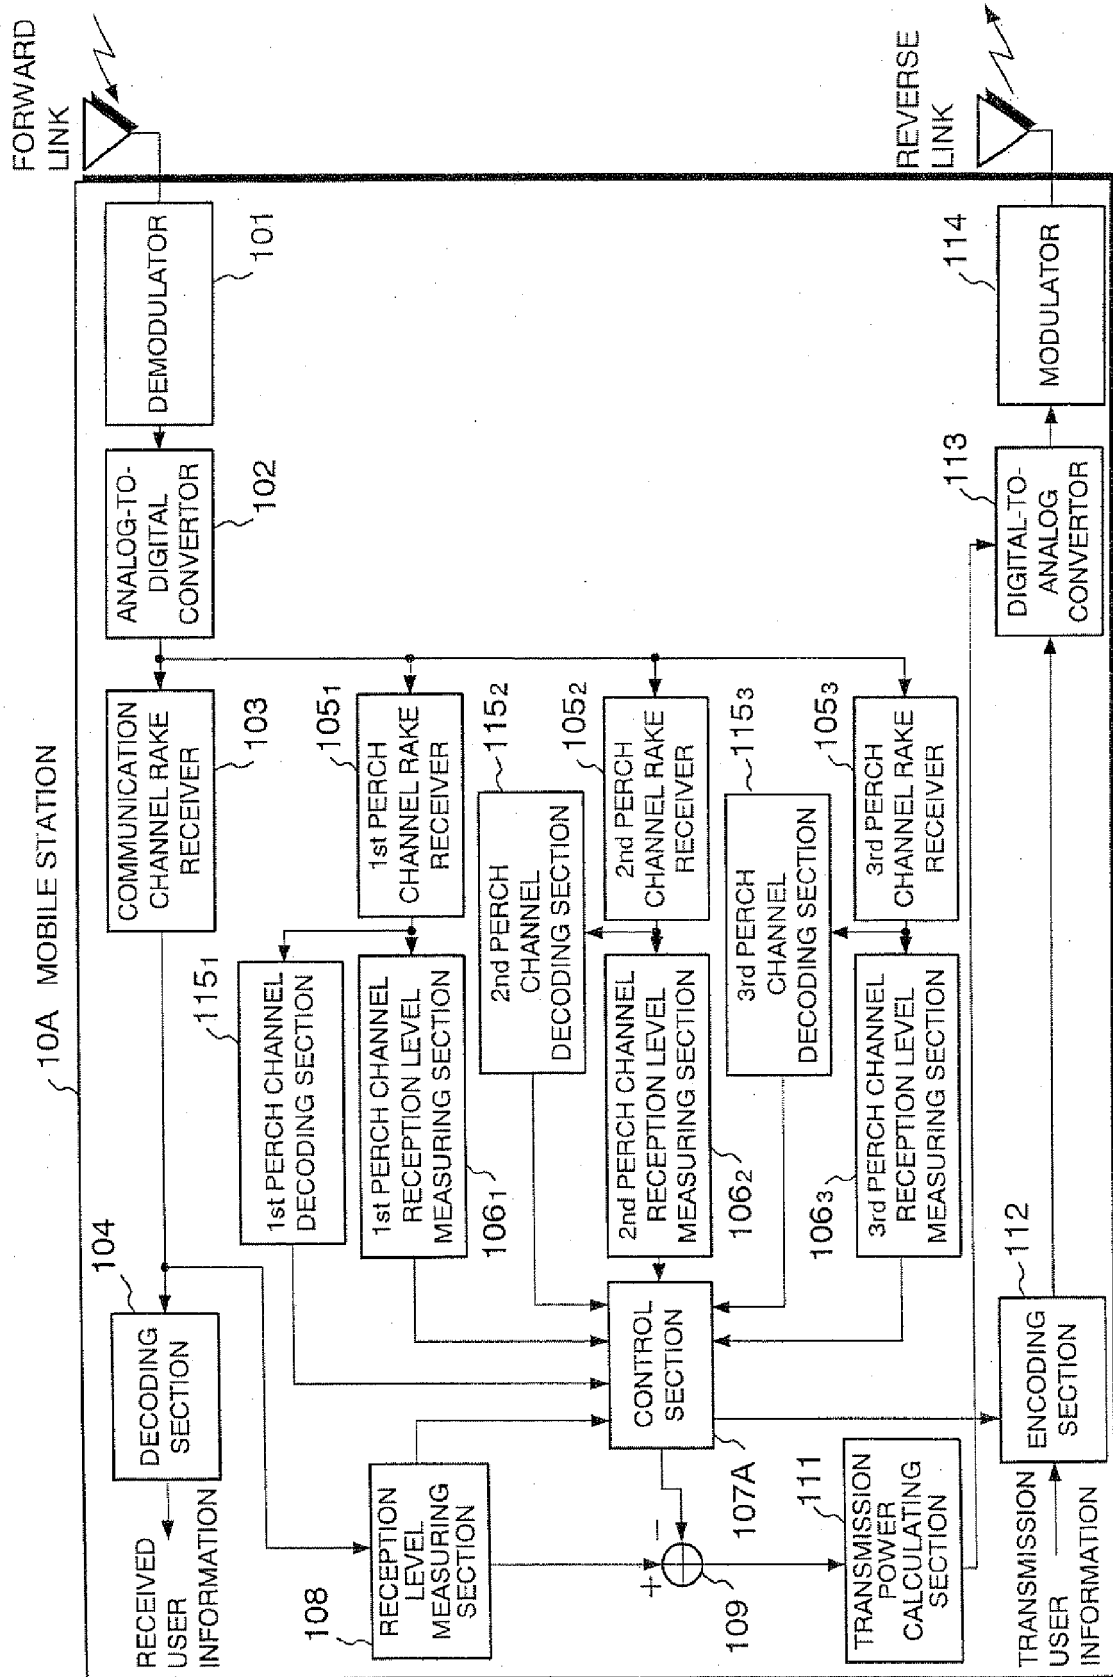 10A MOBILE STATION
FORWARD
LINK
DEMODULATOR
101
ANALOG-TO-
DIGITAL
CONVERTOR
102
COMMUNICATION
CHANNEL RAKE
RECEIVER
103
104
DECODING
SECTION
RECEIVED
USER
INFORMATION
1151
1st PERCH CHANNEL
DECODING SECTION
1051
1st PERCH
CHANNEL RAKE
RECEIVER
1st PERCH CHANNEL
RECEPTION LEVEL
MEASURING SECTION
1061
1152
2nd PERCH
CHANNEL
DECODING SECTION
1052
2nd PERCH
CHANNEL RAKE
RECEIVER
2nd PERCH CHANNEL
RECEPTION LEVEL
MEASURING SECTION
1062
1153
3rd PERCH
CHANNEL
DECODING SECTION
1053
3rd PERCH
CHANNEL RAKE
RECEIVER
3rd PERCH CHANNEL
RECEPTION LEVEL
MEASURING SECTION
1063
108
RECEPTION
LEVEL
MEASURING
SECTION
CONTROL
SECTION
107A
+
−
109
111
TRANSMISSION
POWER
CALCULATING
SECTION
TRANSMISSION
USER
INFORMATION
112
ENCODING
SECTION
113
DIGITAL-TO-
ANALOG
CONVERTOR
114
MODULATOR
REVERSE
LINK